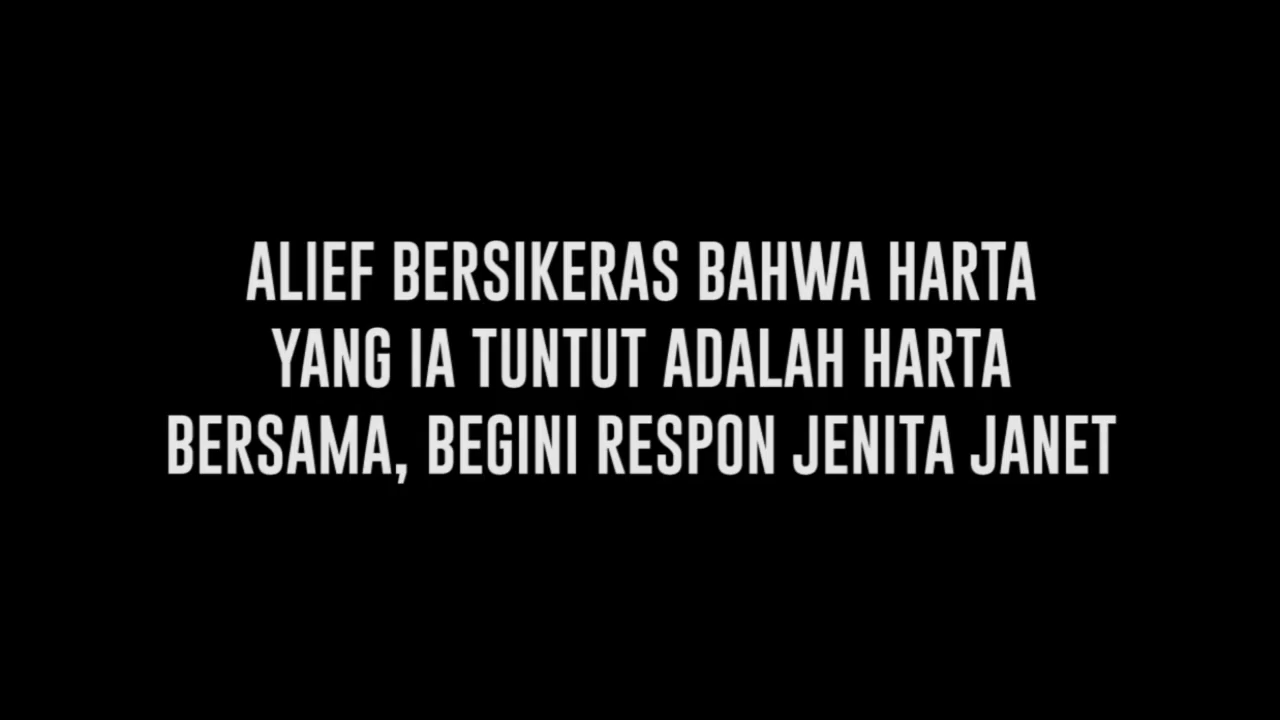 ALIEF BERSIKERAS BAHWA HARTA
YANG IA TUNTUT ADALAH HARTA
BERSAMA, BEGINI RESPON JENITA JANET